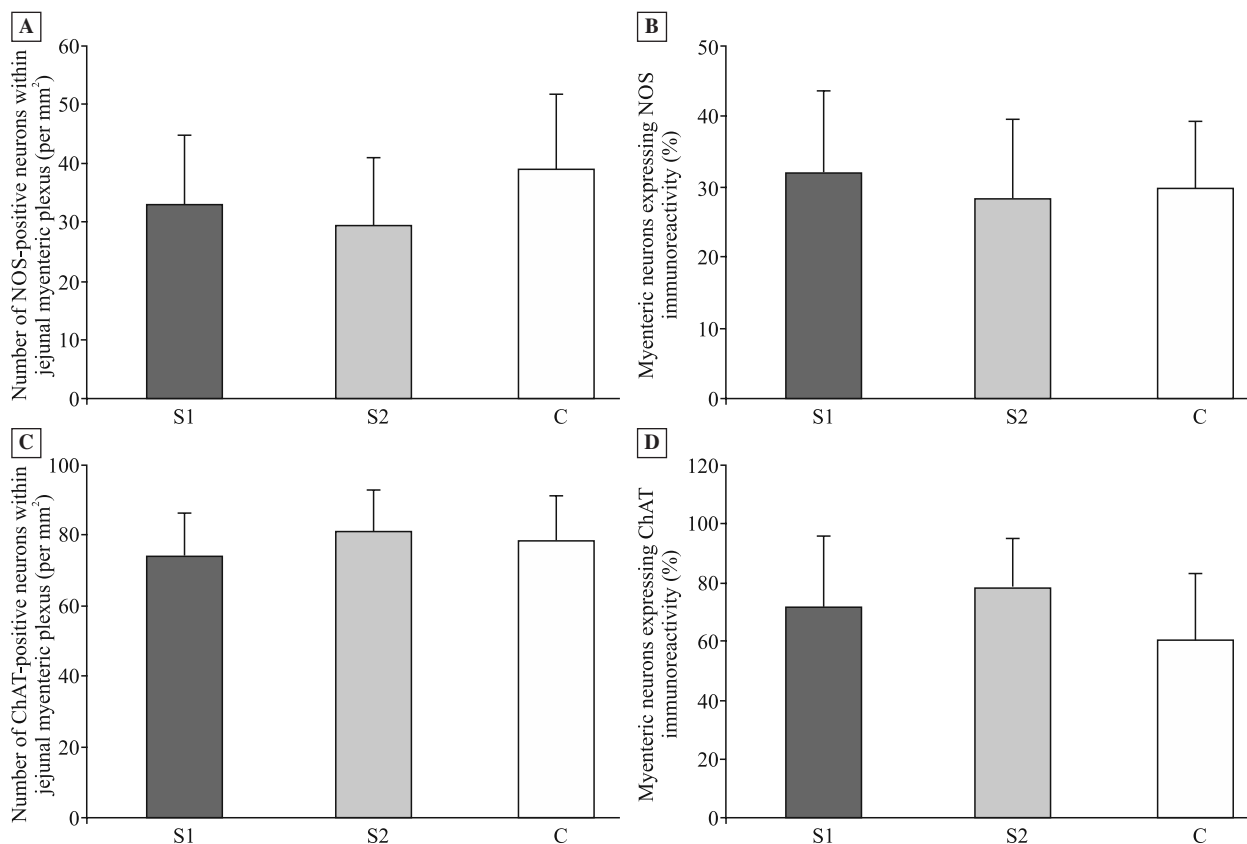 A
Number of NOS-positive neurons within
jejunal myenteric plexus (per mm²)
60
50
40
30
20
10
0
S1 S2 C
B
Myenteric neurons expressing NOS
immunoreactivity (%)
50
40
30
20
10
0
S1 S2 C
C
Number of ChAT-positive neurons within
jejunal myenteric plexus (per mm²)
100
80
60
40
20
0
S1 S2 C
D
Myenteric neurons expressing ChAT
immunoreactivity (%)
120
100
80
60
40
20
0
S1 S2 C